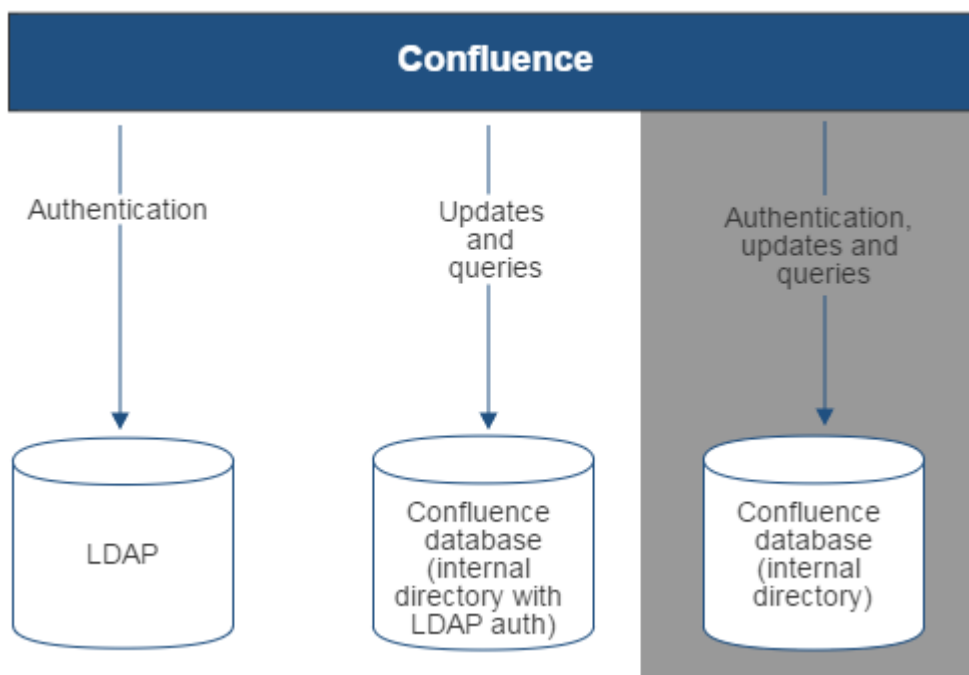 Confluence
Authentication
Updates
and
queries
Authentication,
updates and
queries
LDAP
Confluence
database
(internal
directory with
LDAP auth)
Confluence
database
(internal
directory)